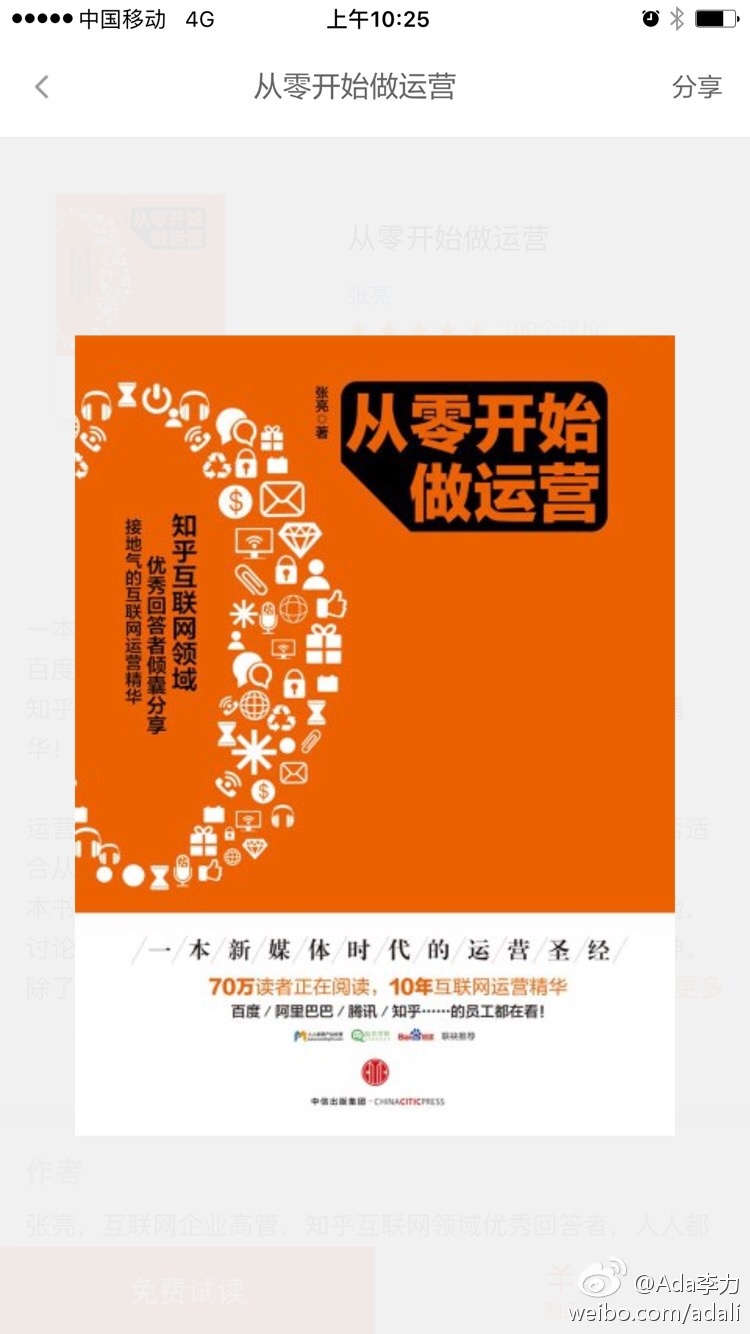 中国移动 4G 上午10:25
从零开始做运营 分享
从零开始做运营
张亮
张亮◎著
从零开始
做运营
知乎互联网领域
优秀回答者倾囊分享
接地气的互联网运营精华
一本新媒体时代的运营圣经
70万读者正在阅读，10年互联网运营精华
百度 / 阿里巴巴 / 腾讯 / 知乎……的员工都在看！
Bai 联袂推荐
中信出版集团·CHINACITICPRESS
更多
作者
张亮，互联网企业高管，知乎互联网领域优秀回答者，人人都
免费试读
@Ada李力
weibo.com/adali